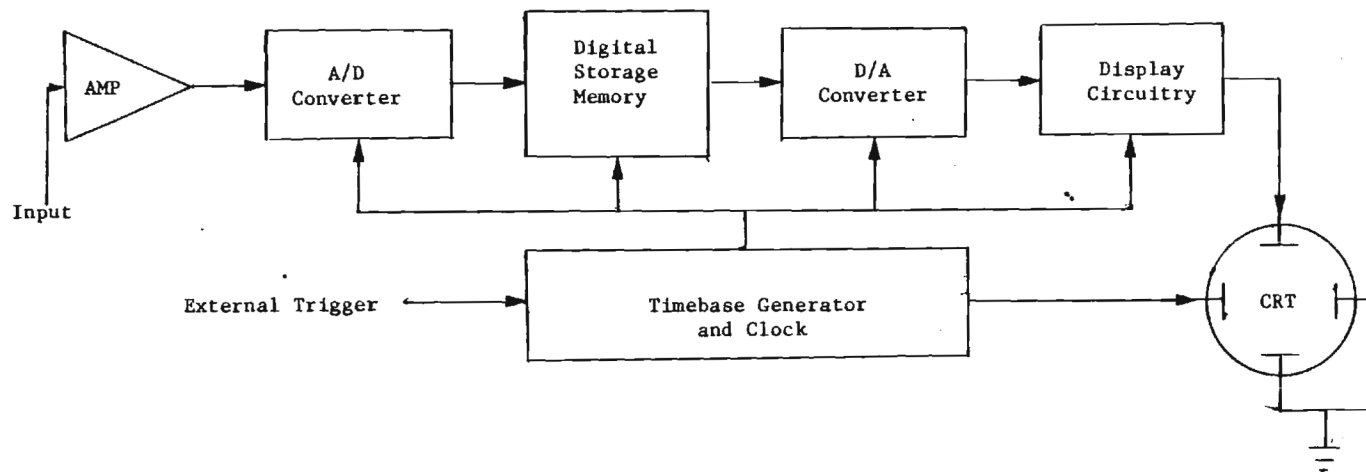 AMP
A/D
Converter
Digital
Storage
Memory
D/A
Converter
Display
Circuitry
Input
External Trigger
Timebase Generator
and Clock
CRT